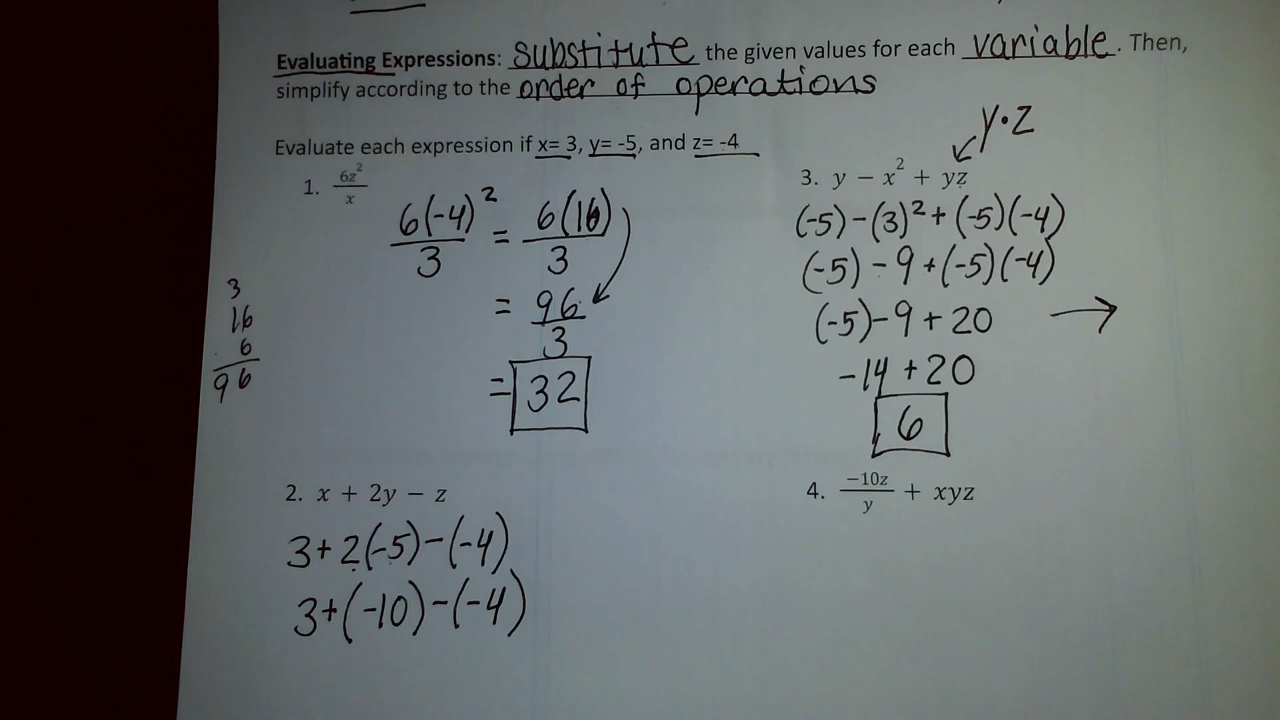 Evaluating Expressions: substitute the given values for each variable. Then,
simplify according to the order of operations
Evaluate each expression if x= 3, y= -5, and z= -4
1. 6z²/x
6(-4)²/3 = 6(16)/3
= 96/3
= 32
3
16
6
96
2. x + 2y − z
3+2(-5)-(-4)
3+(-10)-(-4)
y·z
3. y − x² + yz
(-5)-(3)²+(-5)(-4)
(-5)-9+(-5)(-4)
(-5)-9+20 →
-14+20
6
4. −10z/y + xyz